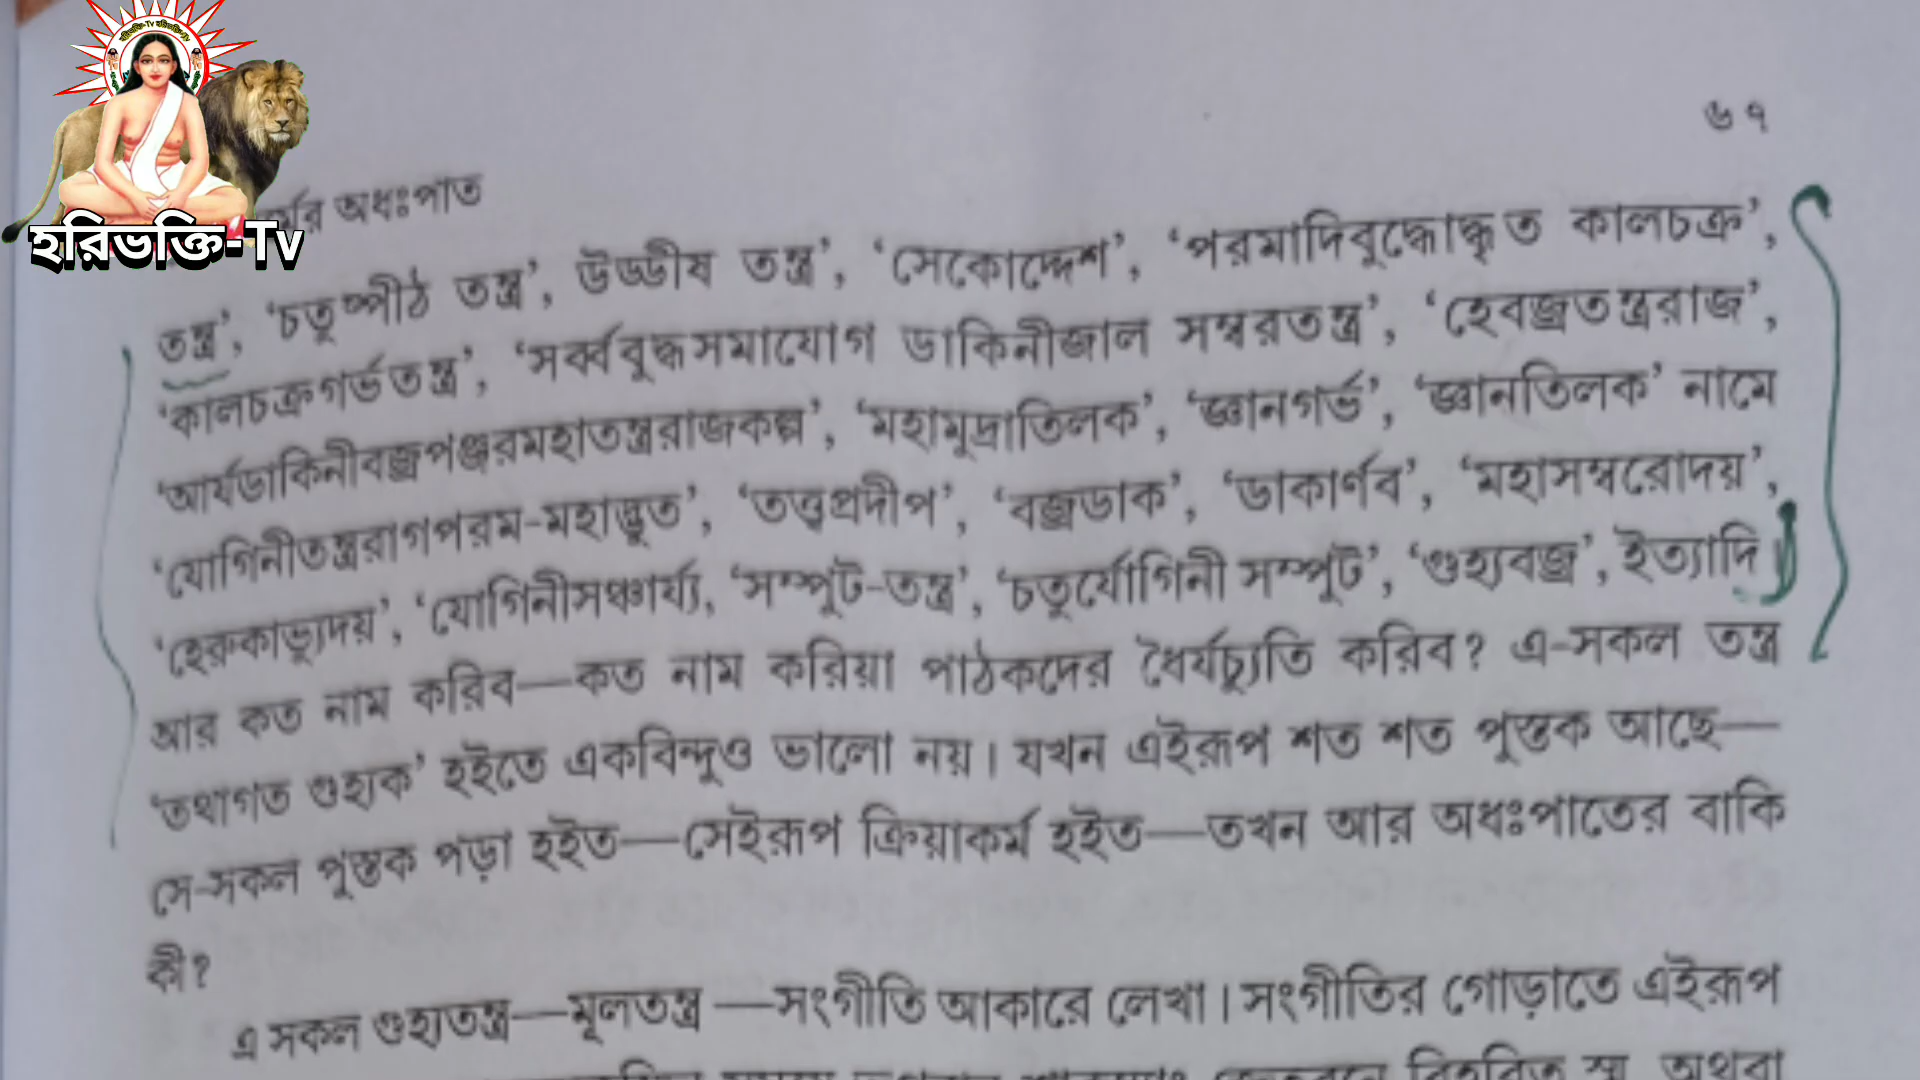 ৬৭
র্মের অধঃপাত
হরিভক্তি-Tv
তন্ত্র', 'চতুষ্পীঠ তন্ত্র', উড্ডীষ তন্ত্র', 'সেকোদ্দেশ', 'পরমাদিবুদ্ধোদ্ধৃত কালচক্র',
'কালচক্রগর্ভতন্ত্র', 'সর্ব্ববুদ্ধসমাযোগ ডাকিনীজাল সম্বরতন্ত্র', 'হেবজ্রতন্ত্ররাজ',
'আর্যডাকিনীবজ্রপঞ্জরমহাতন্ত্ররাজকল্প', 'মহামুদ্রাতিলক', 'জ্ঞানগর্ভ', 'জ্ঞানতিলক' নামে
'যোগিনীতন্ত্ররাগপরম-মহাদ্ভুত', 'তত্ত্বপ্রদীপ', 'বজ্রডাক', 'ডাকার্ণব', 'মহাসম্বরোদয়',
'হেরুকাভ্যুদয়', 'যোগিনীসঞ্চার্য্য, 'সম্পুট-তন্ত্র', 'চতুর্যোগিনী সম্পুট', 'গুহ্যবজ্র', ইত্যাদি
আর কত নাম করিব—কত নাম করিয়া পাঠকদের ধৈর্যচ্যুতি করিব? এ-সকল তন্ত্র
'তথাগত গুহ্যক' হইতে একবিন্দুও ভালো নয়। যখন এইরূপ শত শত পুস্তক আছে—
সে-সকল পুস্তক পড়া হইত—সেইরূপ ক্রিয়াকর্ম হইত—তখন আর অধঃপাতের বাকি
কী?
এ সকল গুহ্যতন্ত্র—মূলতন্ত্র —সংগীতি আকারে লেখা। সংগীতির গোড়াতে এইরূপ
বিহরতি স্ম, অথবা